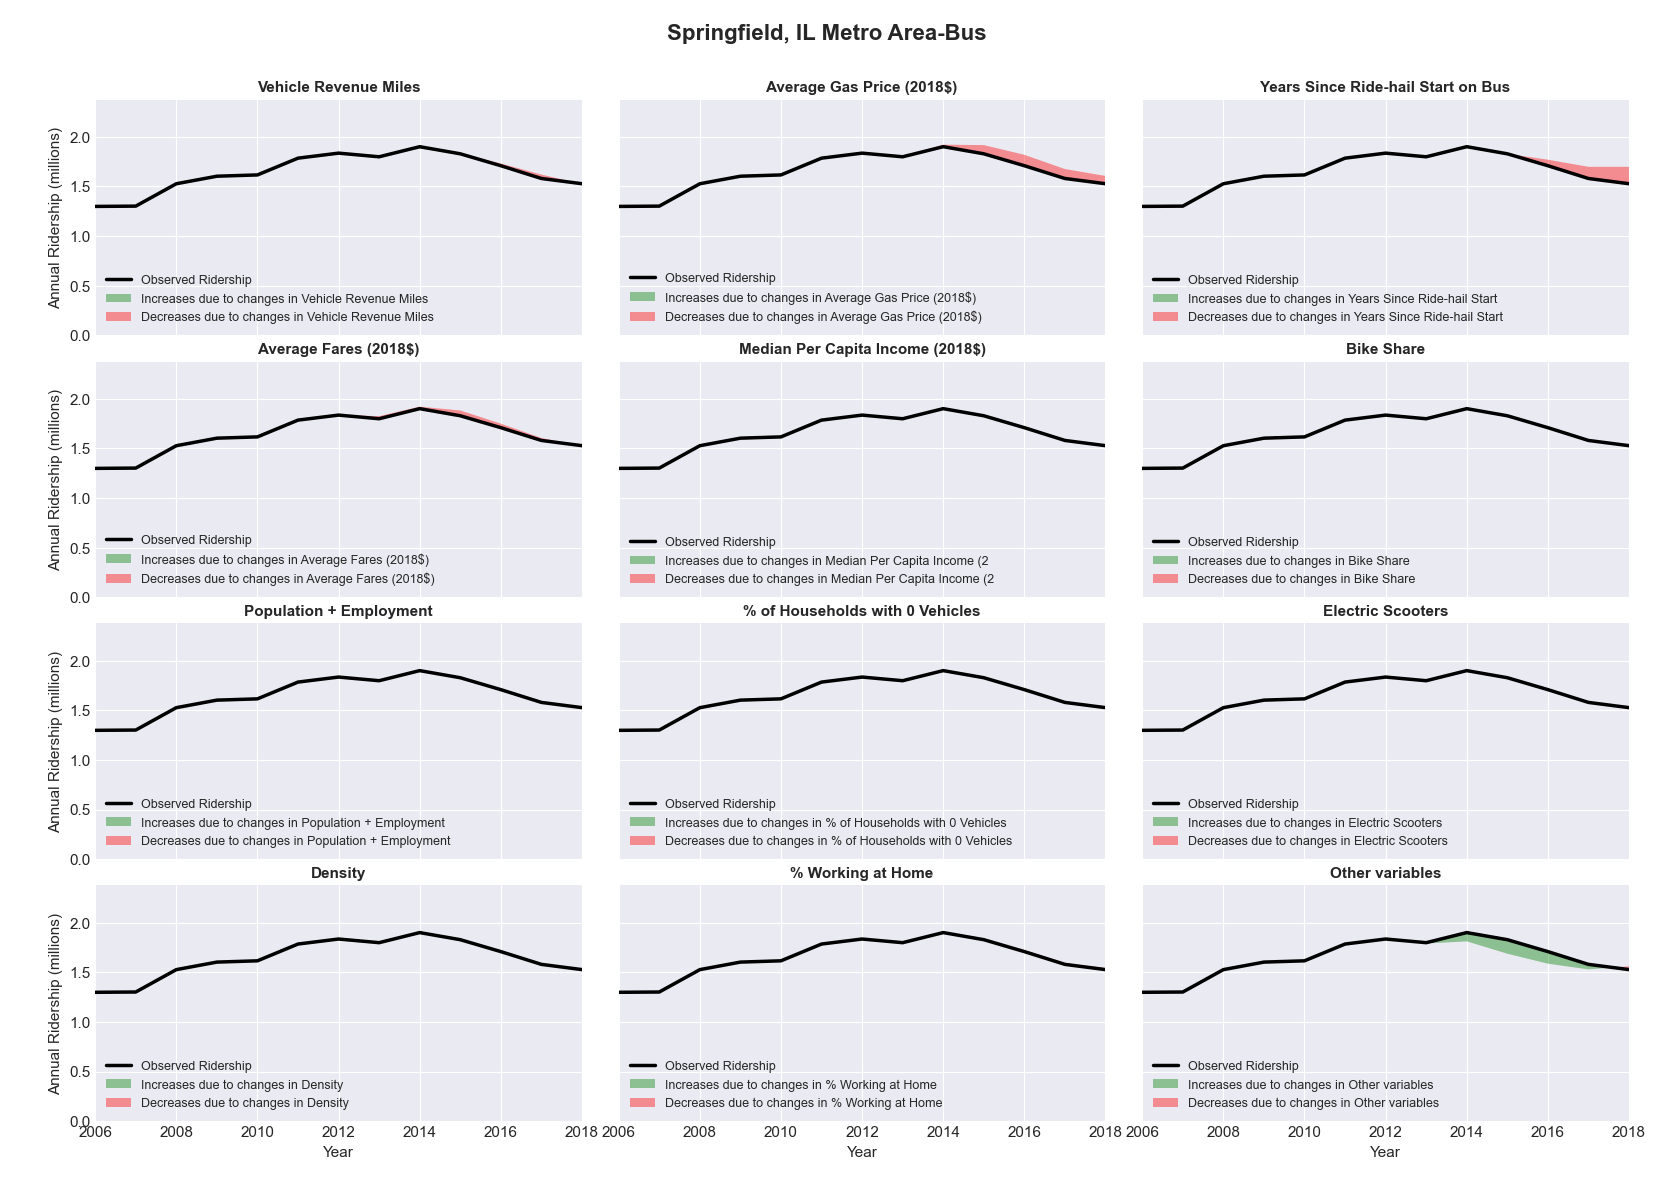 Springfield, IL Metro Area-Bus
Vehicle Revenue Miles
Average Gas Price (2018$)
Years Since Ride-hail Start on Bus
Annual Ridership (millions)
2.0
1.5
1.0
0.5
0.0
Observed Ridership
Increases due to changes in Vehicle Revenue Miles
Decreases due to changes in Vehicle Revenue Miles
Observed Ridership
Increases due to changes in Average Gas Price (2018$)
Decreases due to changes in Average Gas Price (2018$)
Observed Ridership
Increases due to changes in Years Since Ride-hail Start
Decreases due to changes in Years Since Ride-hail Start
Average Fares (2018$)
Median Per Capita Income (2018$)
Bike Share
Annual Ridership (millions)
2.0
1.5
1.0
0.5
0.0
Observed Ridership
Increases due to changes in Average Fares (2018$)
Decreases due to changes in Average Fares (2018$)
Observed Ridership
Increases due to changes in Median Per Capita Income (2
Decreases due to changes in Median Per Capita Income (2
Observed Ridership
Increases due to changes in Bike Share
Decreases due to changes in Bike Share
Population + Employment
% of Households with 0 Vehicles
Electric Scooters
Annual Ridership (millions)
2.0
1.5
1.0
0.5
0.0
Observed Ridership
Increases due to changes in Population + Employment
Decreases due to changes in Population + Employment
Observed Ridership
Increases due to changes in % of Households with 0 Vehicles
Decreases due to changes in % of Households with 0 Vehicles
Observed Ridership
Increases due to changes in Electric Scooters
Decreases due to changes in Electric Scooters
Density
% Working at Home
Other variables
Annual Ridership (millions)
2.0
1.5
1.0
0.5
0.0
Observed Ridership
Increases due to changes in Density
Decreases due to changes in Density
Observed Ridership
Increases due to changes in % Working at Home
Decreases due to changes in % Working at Home
Observed Ridership
Increases due to changes in Other variables
Decreases due to changes in Other variables
2006 2008 2010 2012 2014 2016 2018
2006 2008 2010 2012 2014 2016 2018
2006 2008 2010 2012 2014 2016 2018
Year
Year
Year